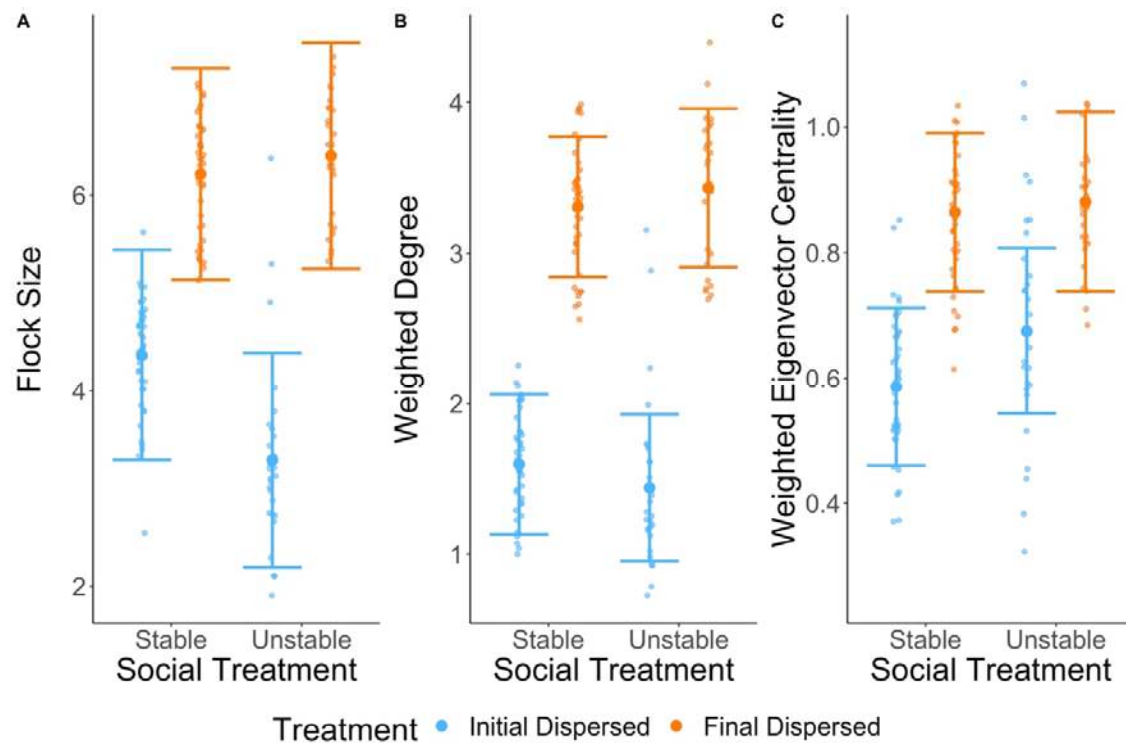 A
B
C
Flock Size
6
4
2
Stable
Unstable
Social Treatment
Weighted Degree
4
3
2
1
Stable
Unstable
Social Treatment
Weighted Eigenvector Centrality
1.0
0.8
0.6
0.4
Stable
Unstable
Social Treatment
Treatment Initial Dispersed Final Dispersed